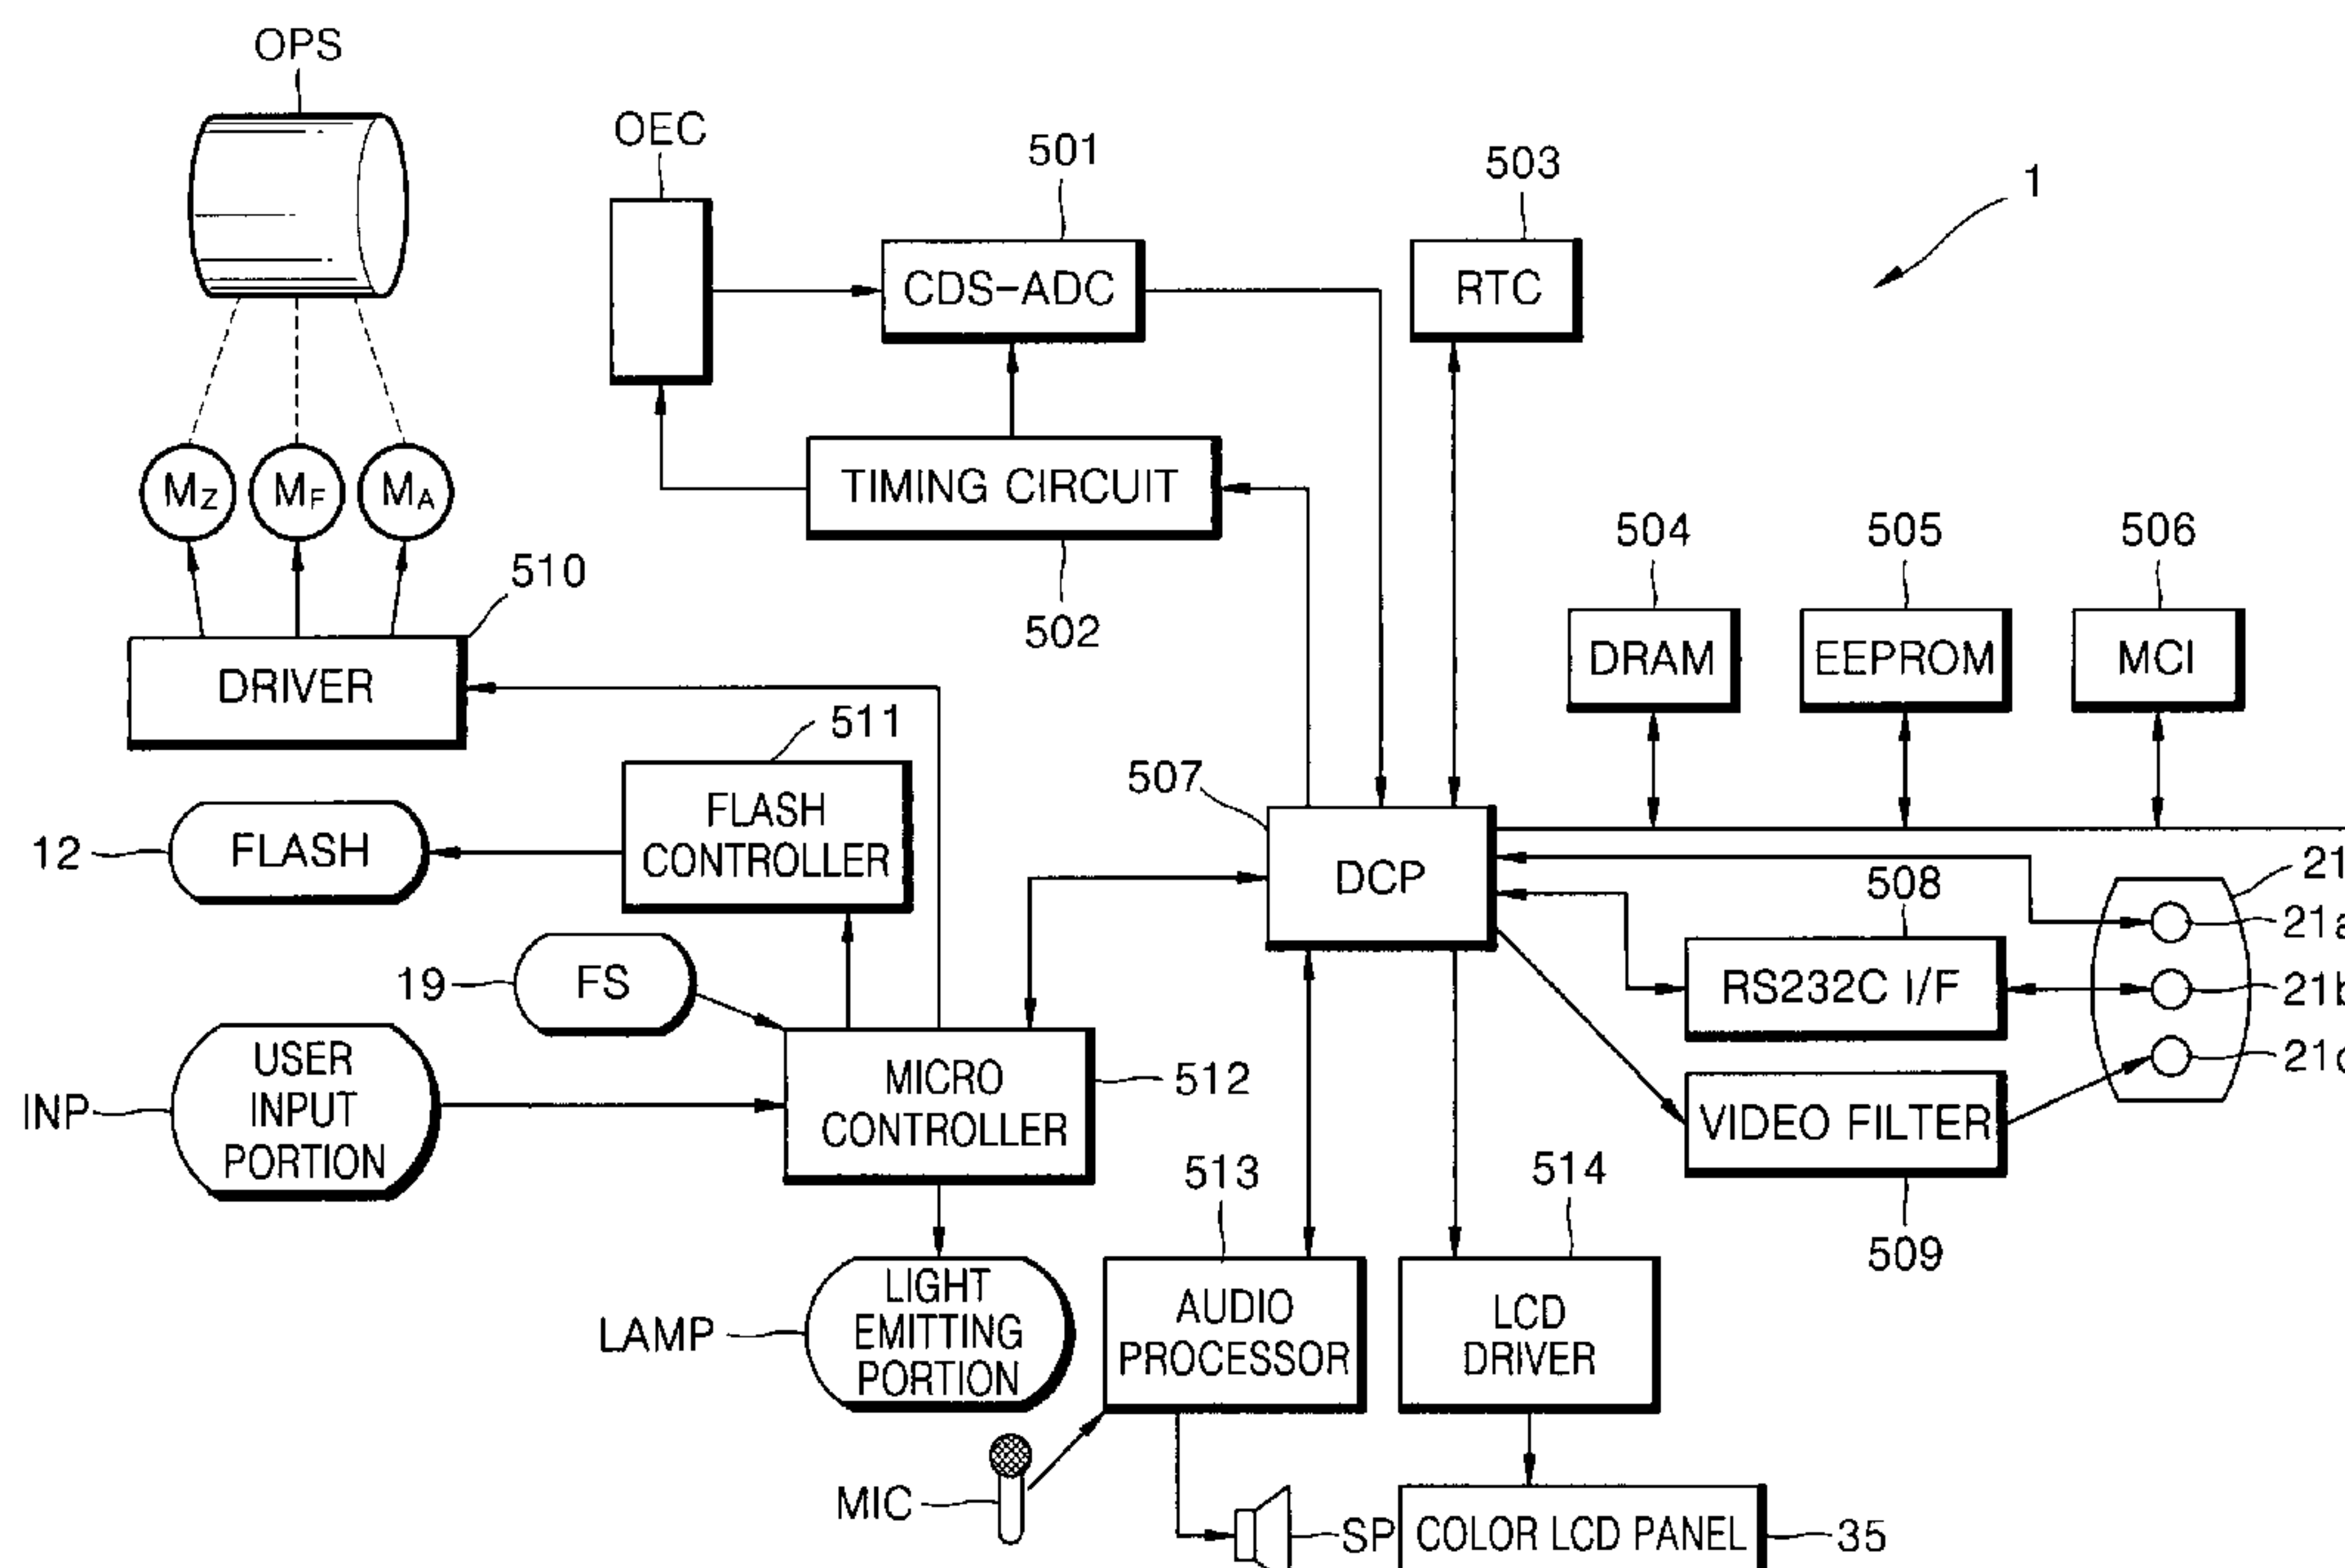 OPS
OEC
501
503
1
CDS-ADC
RTC
MZ
MF
MA
TIMING CIRCUIT
510
502
504
505
506
DRIVER
DRAM
EEPROM
MCI
511
507
FLASH
CONTROLLER
12
FLASH
DCP
21
508
21a
19
FS
RS232C I/F
21b
USER
INPUT
PORTION
INP
MICRO
CONTROLLER
512
VIDEO FILTER
513
514
509
LIGHT
EMITTING
PORTION
LAMP
AUDIO
PROCESSOR
LCD
DRIVER
MIC
SP
COLOR LCD PANEL
35